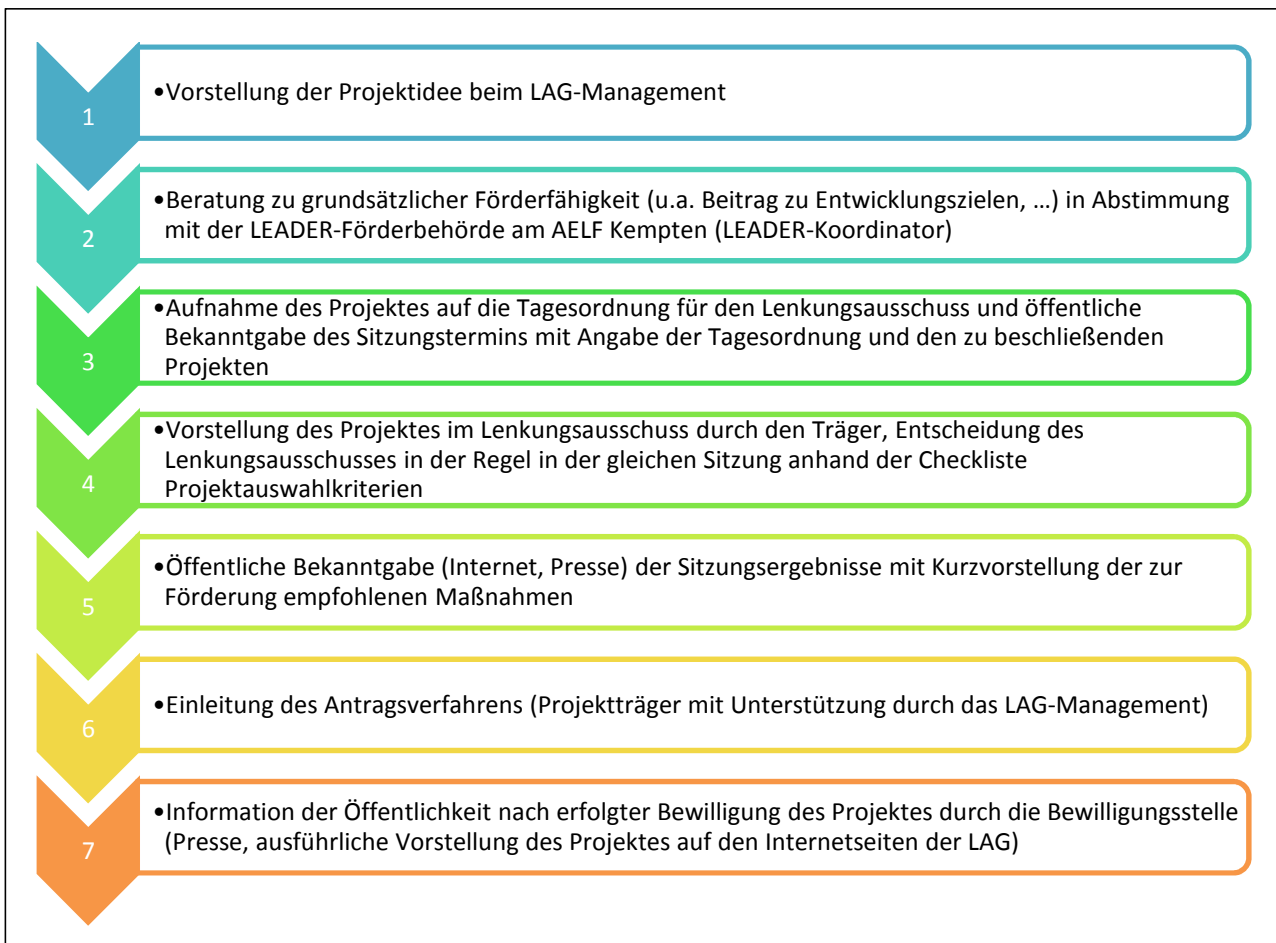 1
•Vorstellung der Projektidee beim LAG-Management
2
•Beratung zu grundsätzlicher Förderfähigkeit (u.a. Beitrag zu Entwicklungszielen, …) in Abstimmung
mit der LEADER-Förderbehörde am AELF Kempten (LEADER-Koordinator)
3
•Aufnahme des Projektes auf die Tagesordnung für den Lenkungsausschuss und öffentliche
Bekanntgabe des Sitzungstermins mit Angabe der Tagesordnung und den zu beschließenden
Projekten
4
•Vorstellung des Projektes im Lenkungsausschuss durch den Träger, Entscheidung des
Lenkungsausschusses in der Regel in der gleichen Sitzung anhand der Checkliste
Projektauswahlkriterien
5
•Öffentliche Bekanntgabe (Internet, Presse) der Sitzungsergebnisse mit Kurzvorstellung der zur
Förderung empfohlenen Maßnahmen
6
•Einleitung des Antragsverfahrens (Projektträger mit Unterstützung durch das LAG-Management)
7
•Information der Öffentlichkeit nach erfolgter Bewilligung des Projektes durch die Bewilligungsstelle
(Presse, ausführliche Vorstellung des Projektes auf den Internetseiten der LAG)